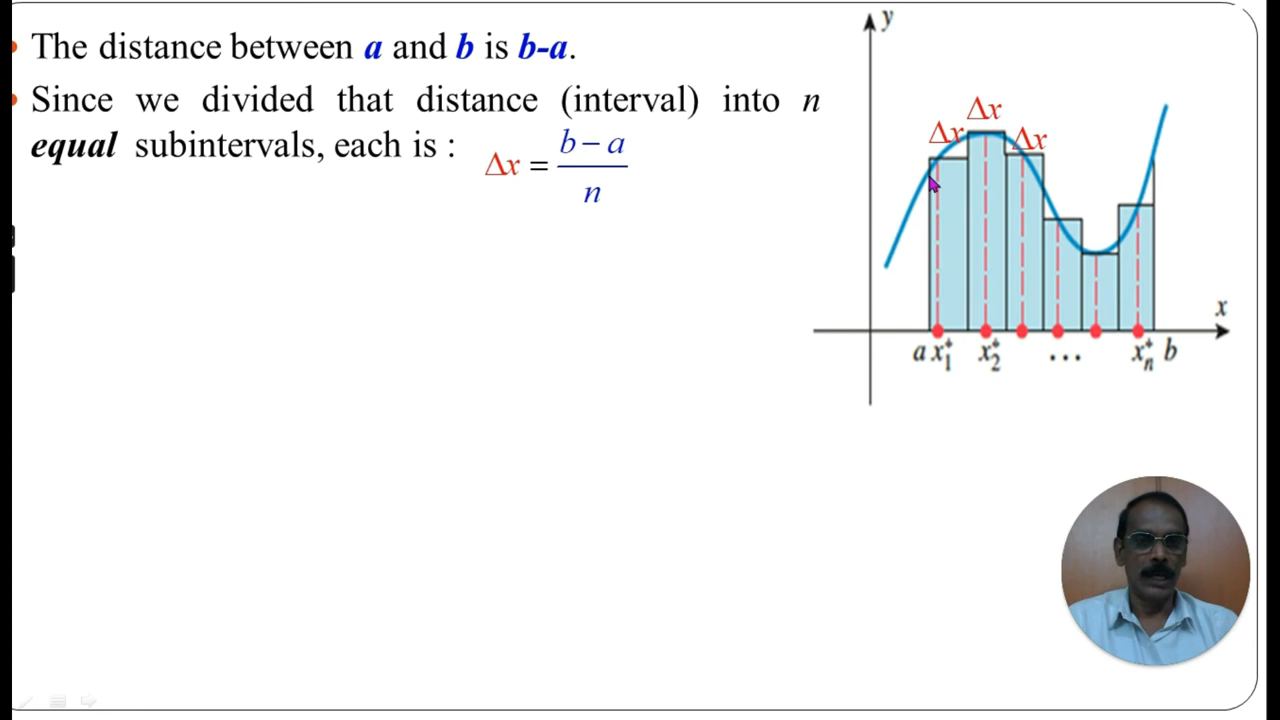 • The distance between a and b is b-a.
• Since we divided that distance (interval) into n
equal subintervals, each is : Δx = (b − a)/n
y
Δx
Δx Δx
x
a x₁* x₂* ... xₙ* b